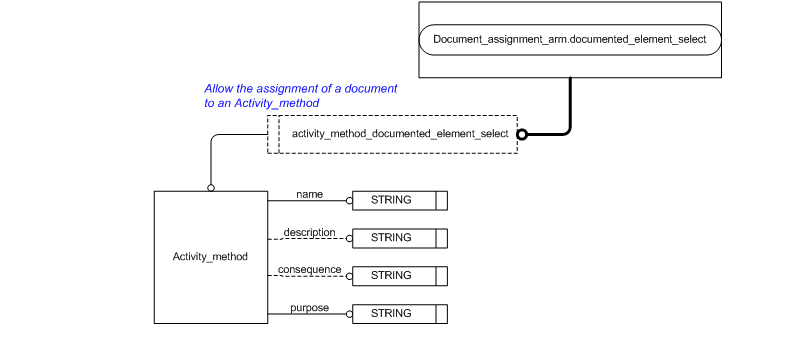 Document_assignment_arm.documented_element_select
Allow the assignment of a document
to an Activity_method
activity_method_documented_element_select
name
STRING
description
STRING
Activity_method
consequence
STRING
purpose
STRING